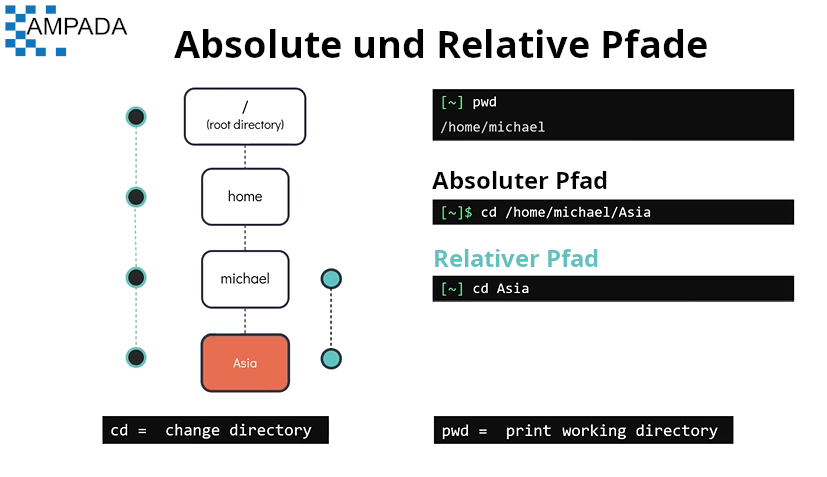 AMPADA
Absolute und Relative Pfade
/
(root directory)
home
michael
Asia
cd =  change directory
[~] pwd
/home/michael
Absoluter Pfad
[~]$ cd /home/michael/Asia
Relativer Pfad
[~] cd Asia
pwd =  print working directory